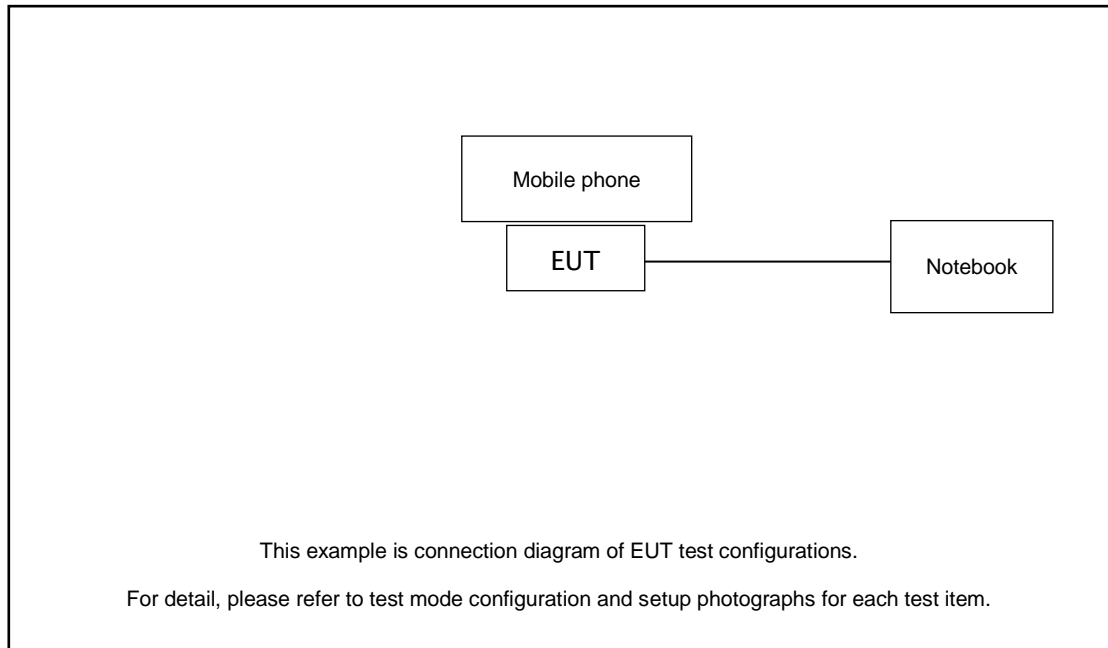 Mobile phone
EUT
Notebook
This example is connection diagram of EUT test configurations.
For detail, please refer to test mode configuration and setup photographs for each test item.